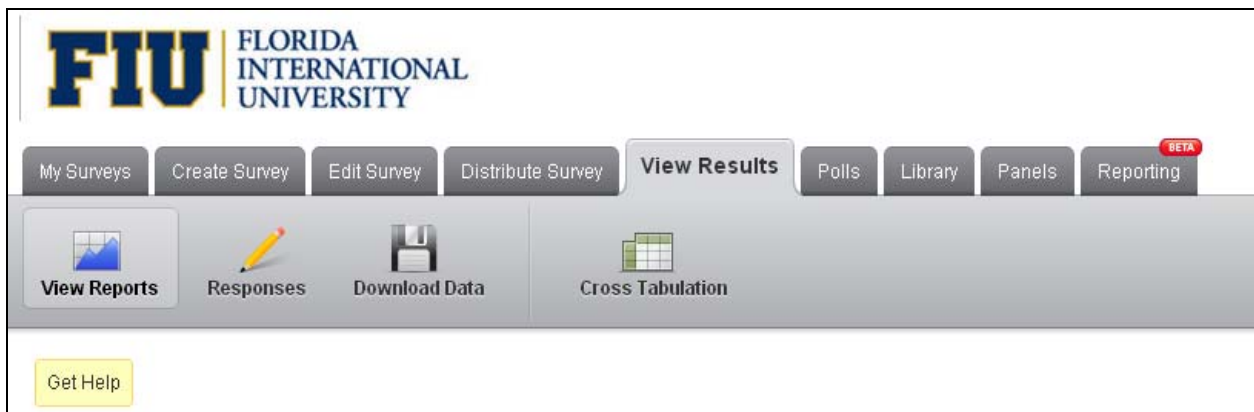 FIU
FLORIDA
INTERNATIONAL
UNIVERSITY
BETA
My Surveys Create Survey Edit Survey Distribute Survey View Results Polls Library Panels Reporting
View Reports Responses Download Data Cross Tabulation
Get Help